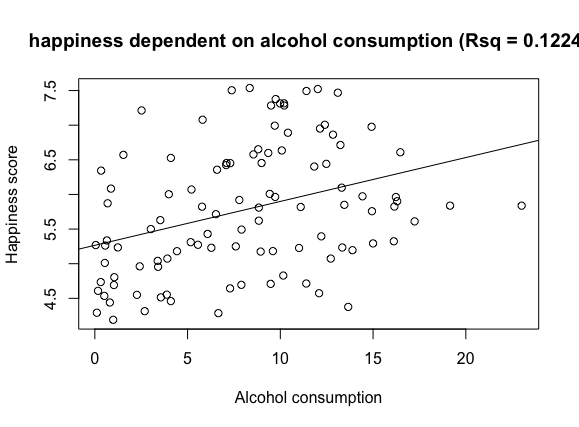 happiness dependent on alcohol consumption (Rsq = 0.1224
Happiness score
7.5
6.5
5.5
4.5
0 5 10 15 20
Alcohol consumption